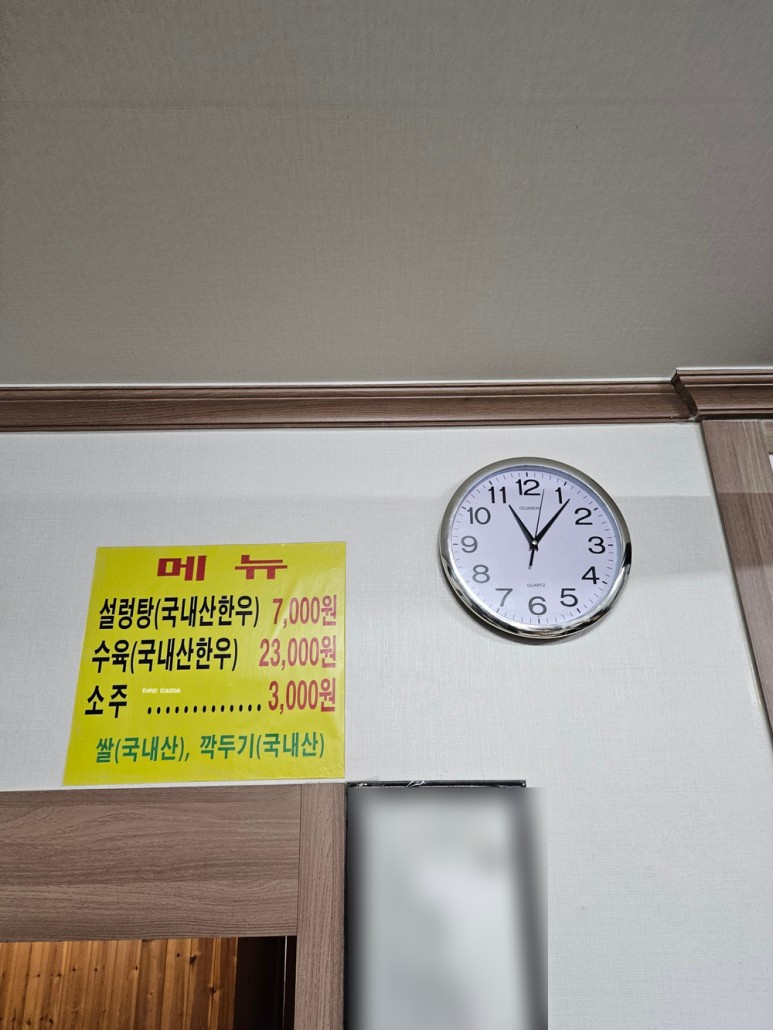 메 뉴
설렁탕(국내산한우) 7,000원
수육(국내산한우) 23,000원
소주 ............. 3,000원
쌀(국내산), 깍두기(국내산)
12
1
2
3
4
5
6
7
8
9
10
11
QUARTZ